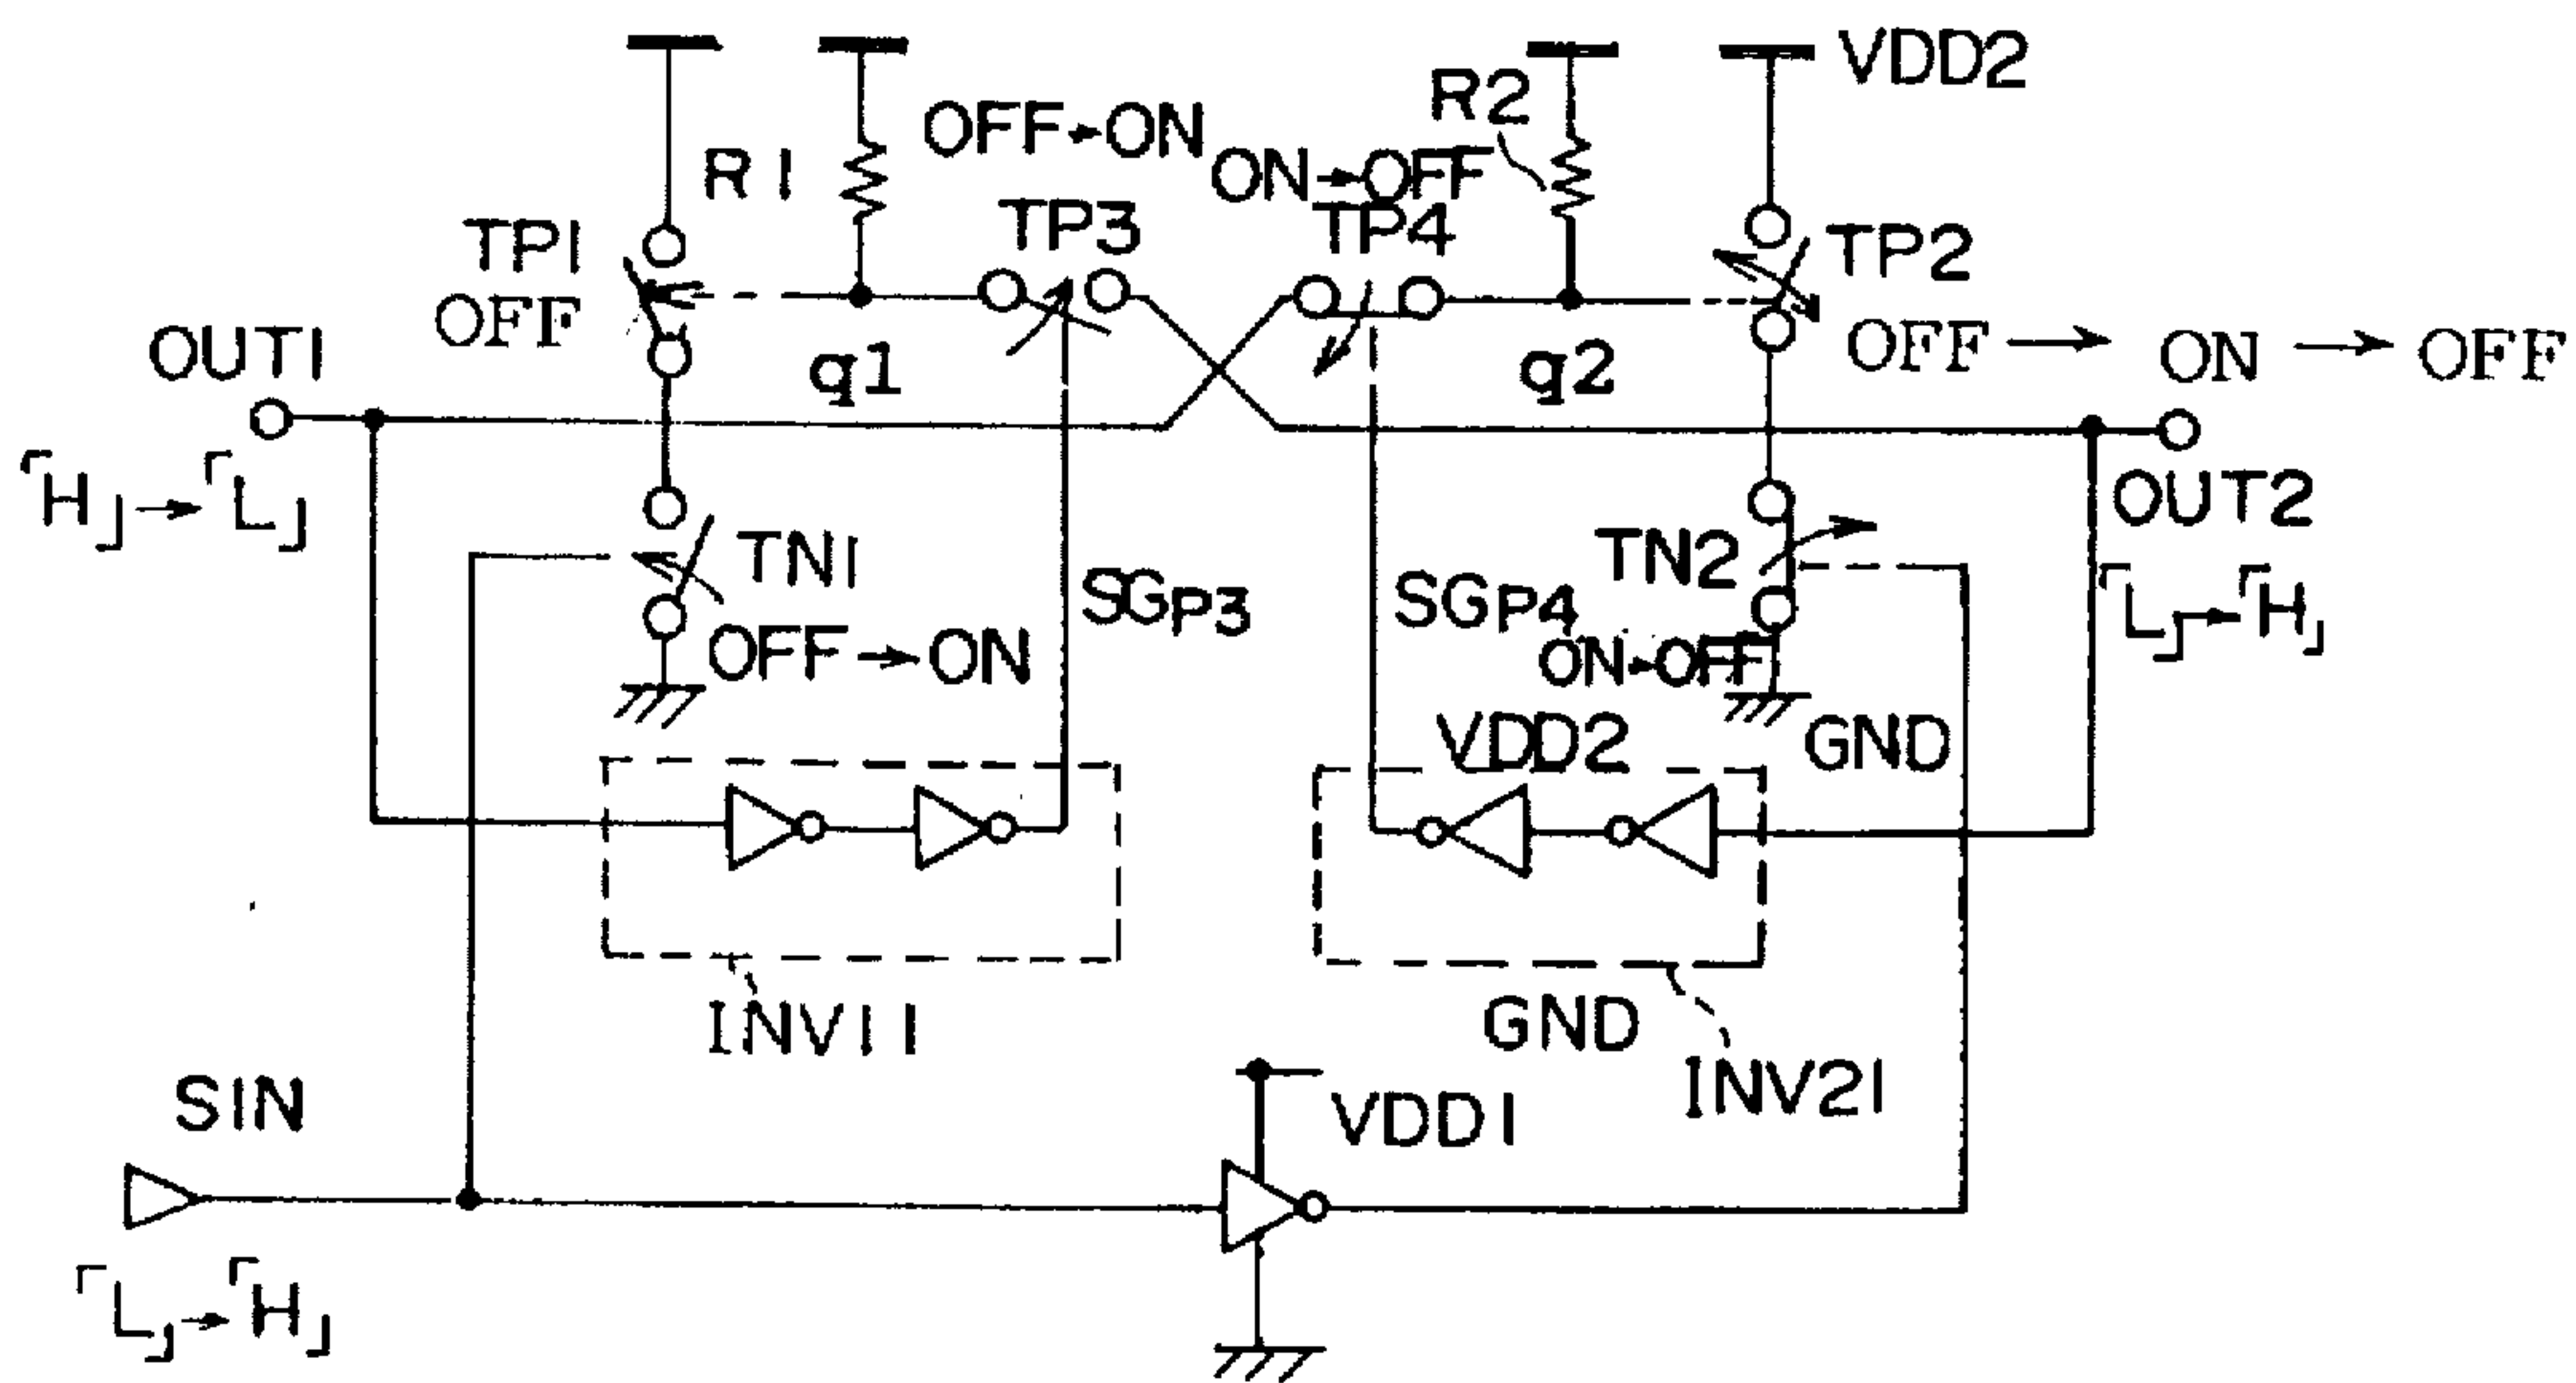 VDD2
R2
OFF→ON
R1
ON→OFF
TP3
TP4
TP1
TP2
OFF
OFF → ON → OFF
OUT1
q1
q2
「H」→「L」
OUT2
TN1
TN2
SGP3
SGP4
「L」→「H」
OFF→ON
ON→OFF
VDD2
GND
INV11
GND
INV21
SIN
VDD1
「L」→「H」